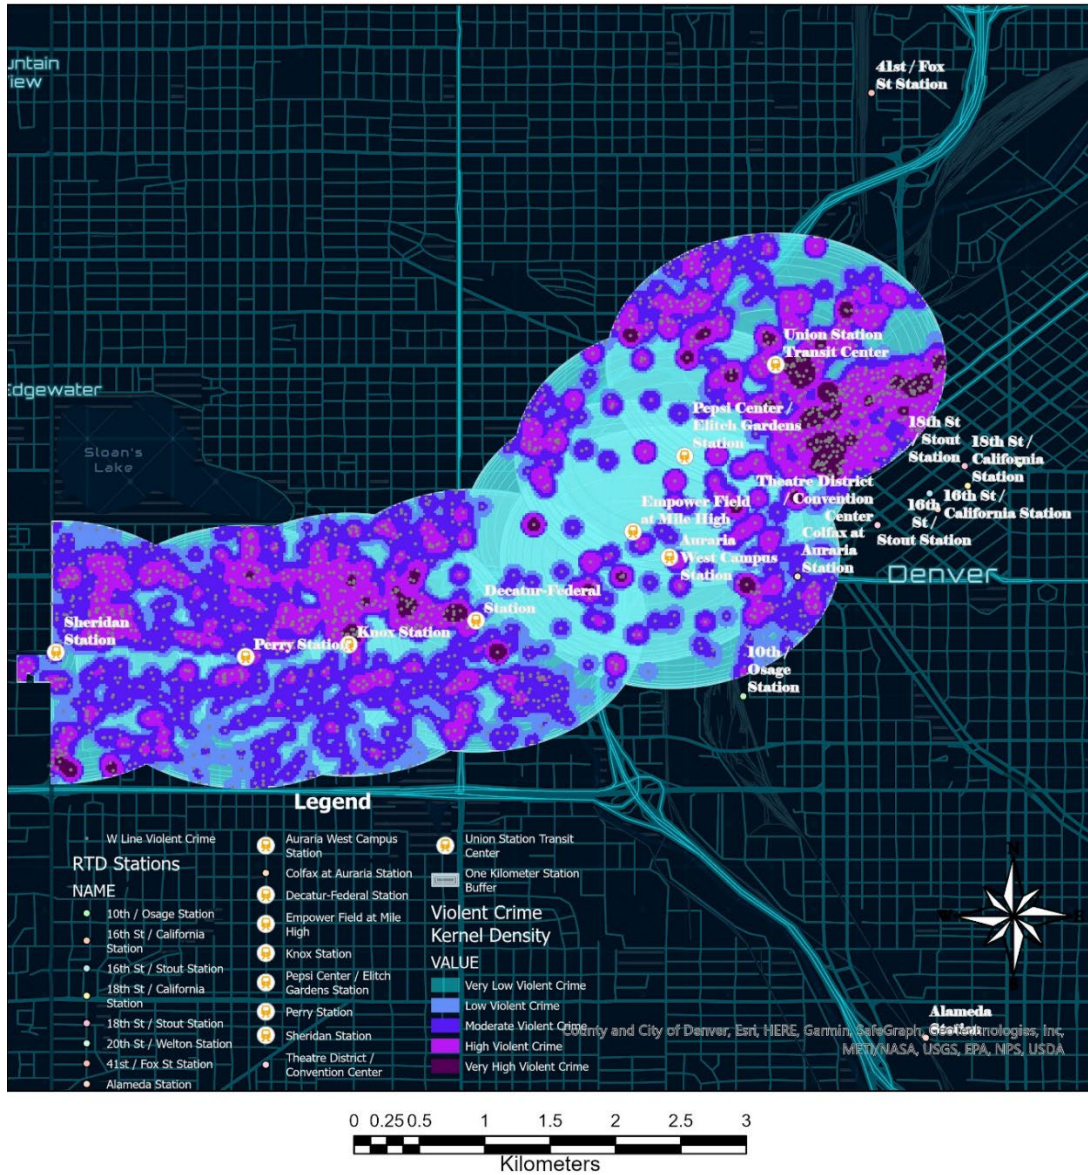 untain
iew
41st / Fox
St Station
Edgewater
Sloan's
Lake
Union Station
Transit Center
Pepsi Center /
Elitch Gardens
Station
18th St
/ Stout
Station
18th St /
California
Station
Theatre District
/ Convention
Center
16th St /
California Station
16th
St /
Stout Station
Empower Field
at Mile High
Colfax at
Auraria
Station
Auraria
West Campus
Station
Denver
Decatur-Federal
Station
Sheridan
Station
Perry Station
Knox Station
10th /
Osage
Station
Legend
W Line Violent Crime
RTD Stations
NAME
10th / Osage Station
16th St / California
Station
16th St / Stout Station
18th St / California
Station
18th St / Stout Station
20th St / Welton Station
41st / Fox St Station
Alameda Station
Auraria West Campus
Station
Colfax at Auraria Station
Decatur-Federal Station
Empower Field at Mile
High
Knox Station
Pepsi Center / Elitch
Gardens Station
Perry Station
Sheridan Station
Theatre District /
Convention Center
Union Station Transit
Center
One Kilometer Station
Buffer
Violent Crime
Kernel Density
VALUE
Very Low Violent Crime
Low Violent Crime
Moderate Violent Crime
High Violent Crime
Very High Violent Crime
N
Alameda
Station
County and City of Denver, Esri, HERE, Garmin, SafeGraph, GeoTechnologies, Inc,
METI/NASA, USGS, EPA, NPS, USDA
0 0.25 0.5 1 1.5 2 2.5 3
Kilometers